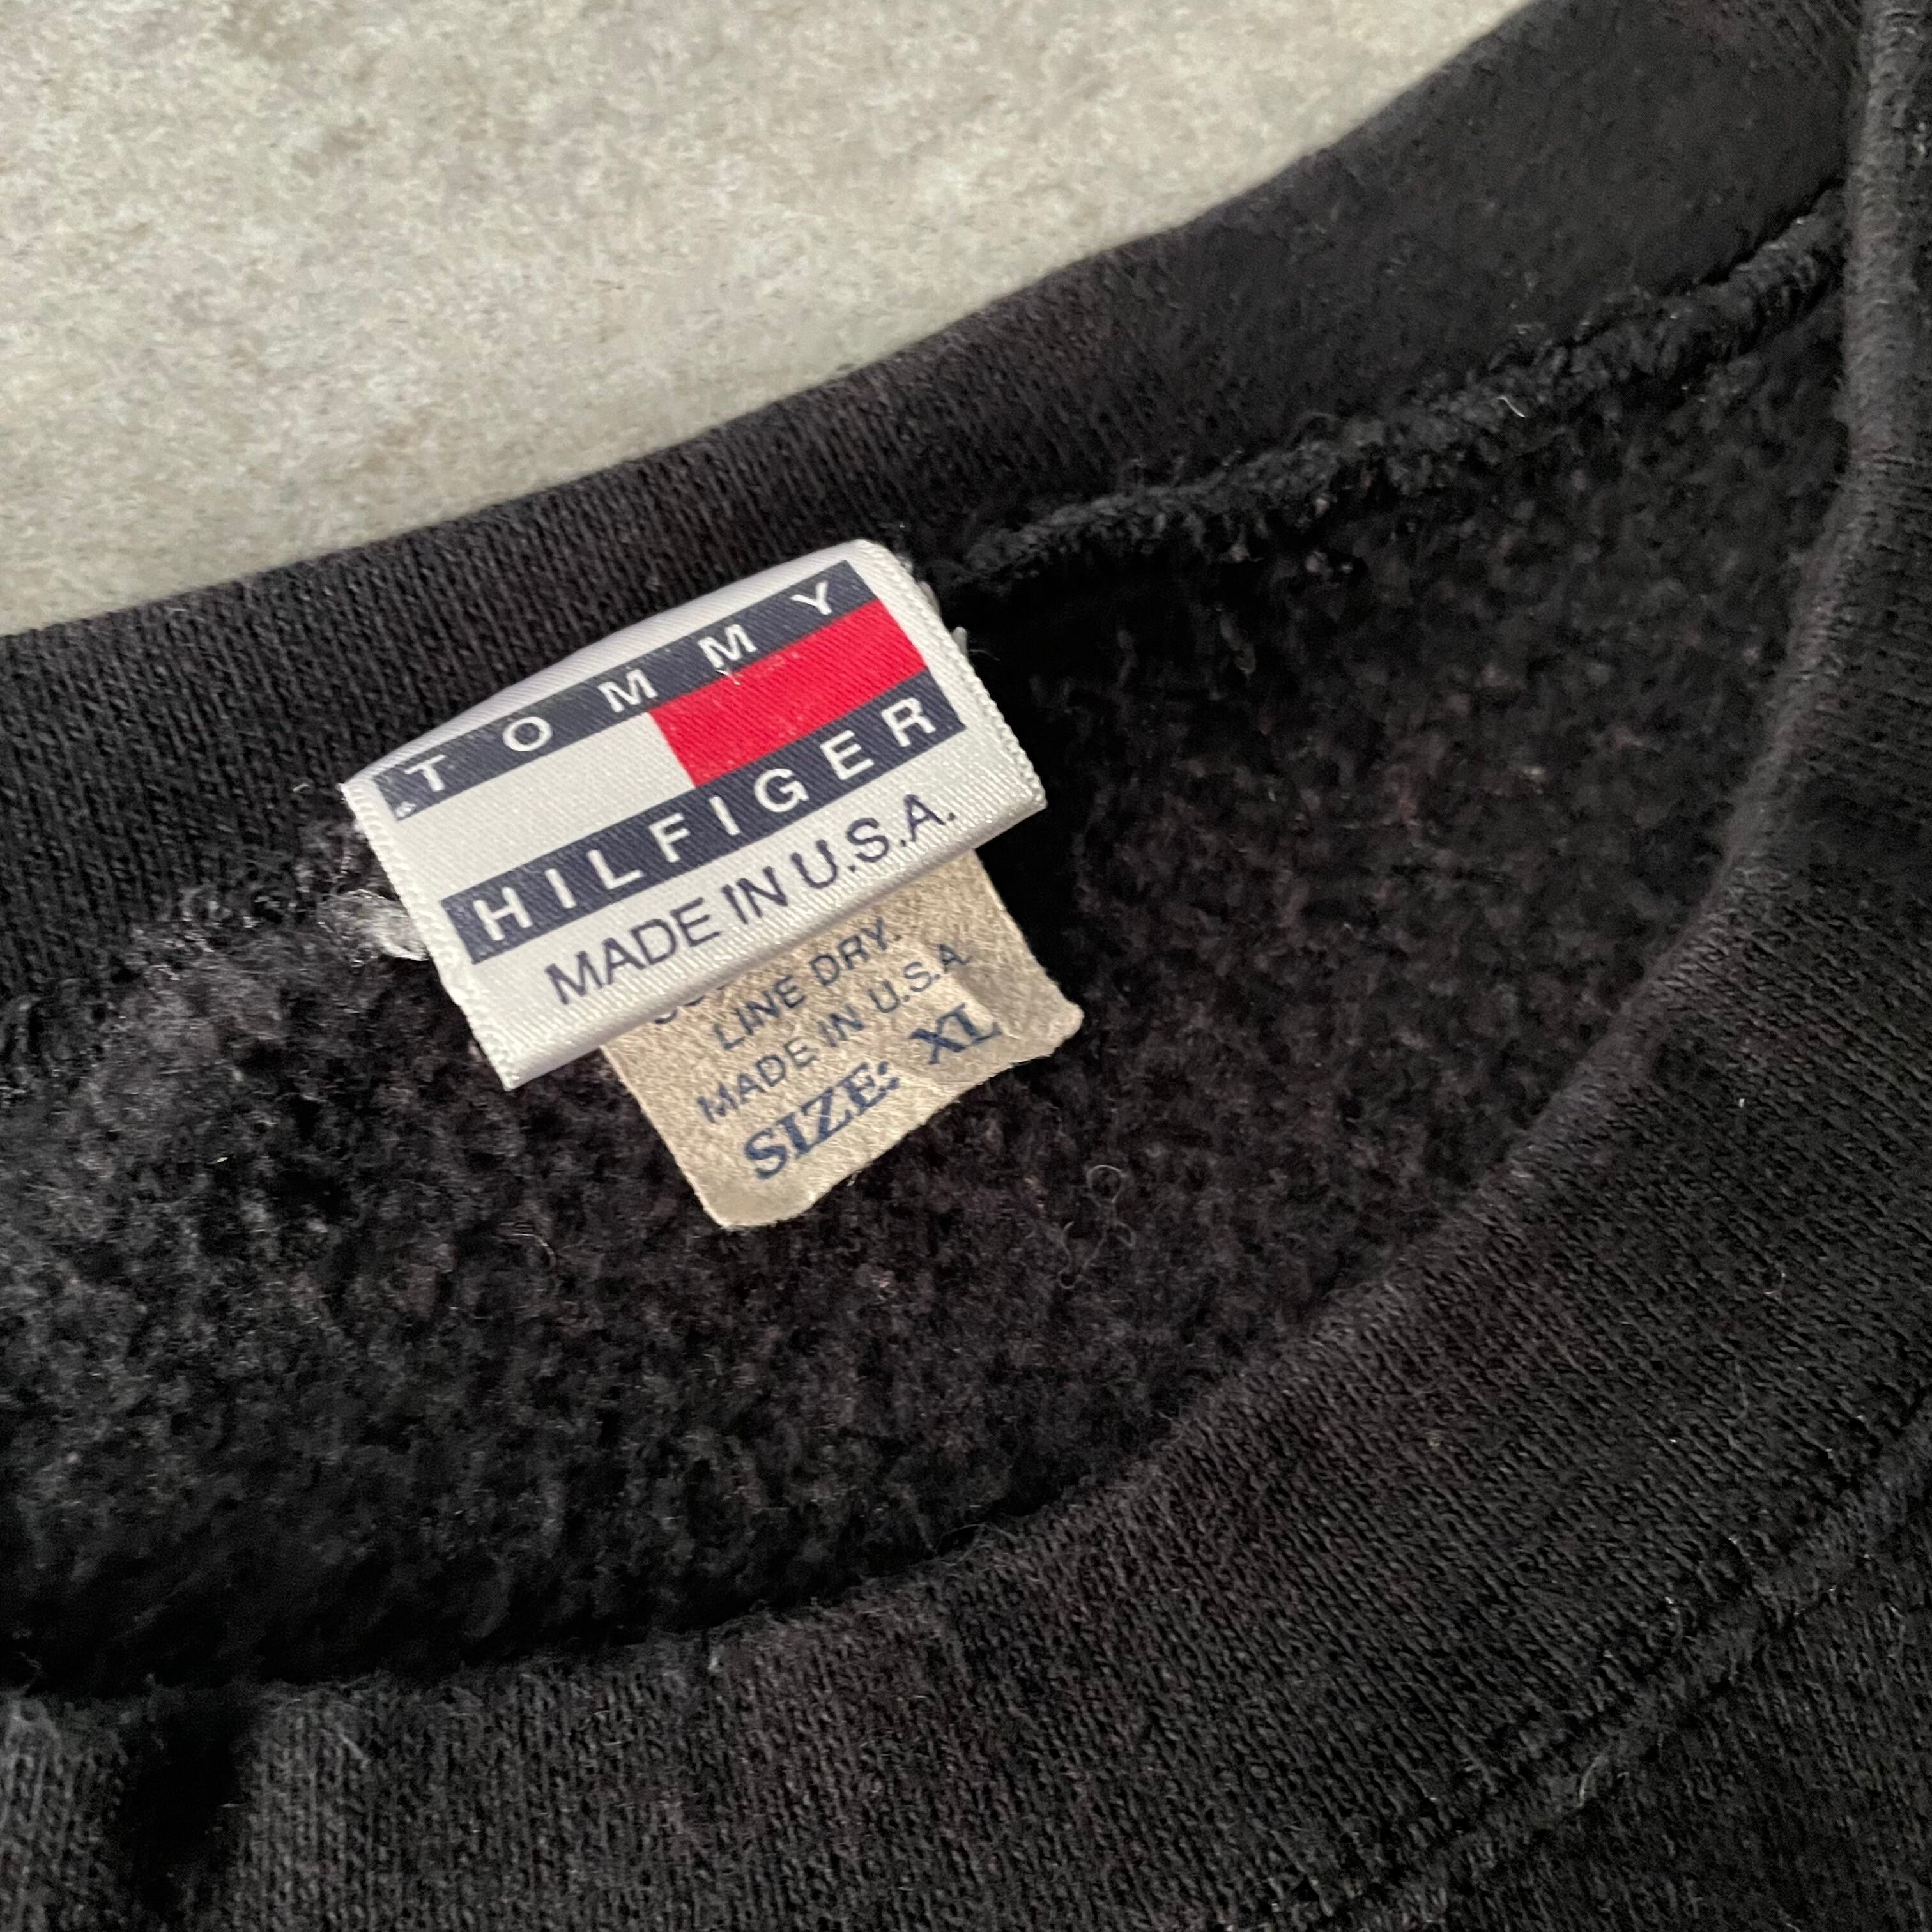 TOMMY
HILFIGER
MADE IN U.S.A.
LINE DRY.
MADE IN U.S.A
SIZE: XL